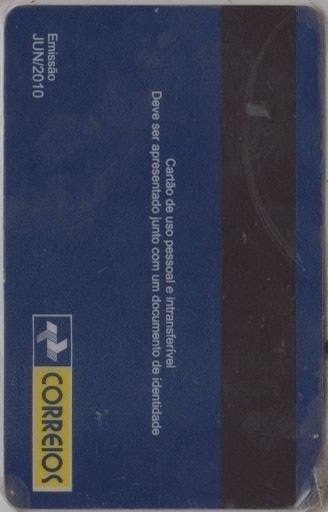 Cartão de uso pessoal e intransferível
Deve ser apresentado junto com um documento de identidade
Emissão
JUN/2010
CORREIOS